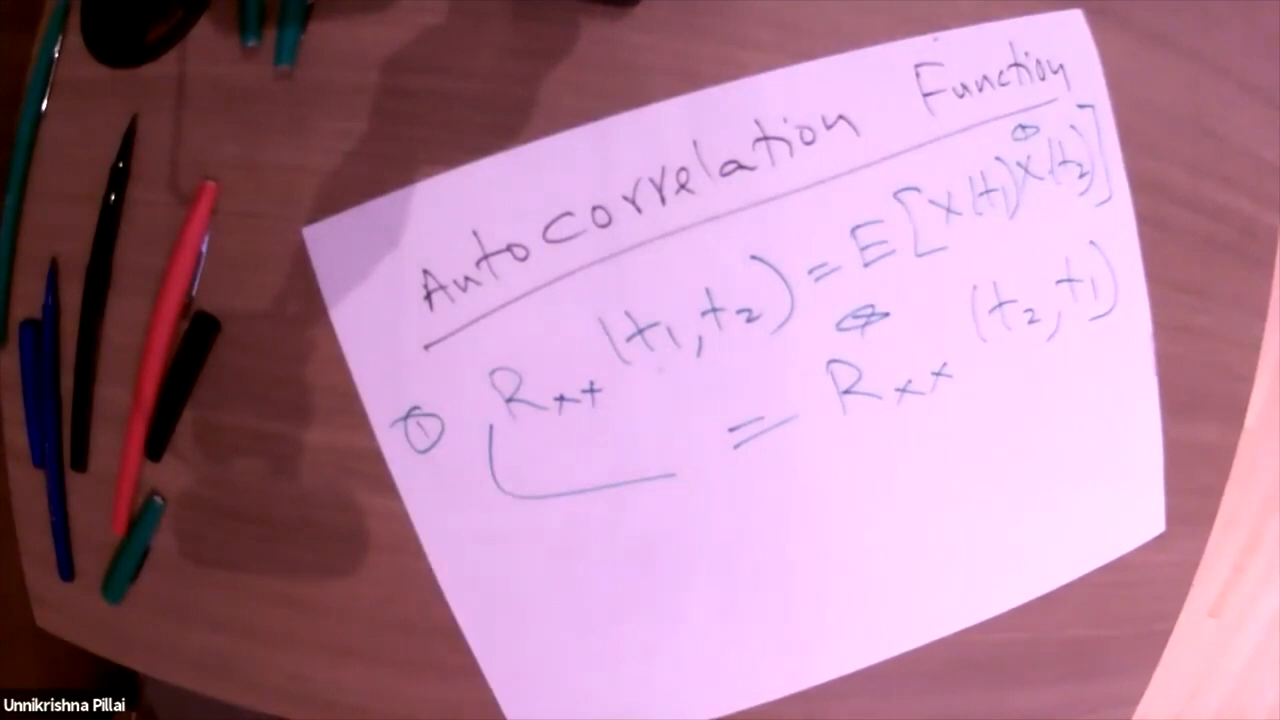 Autocorrelation Function
① Rxx (t1, t2) = E[X(t1) X*(t2)]
= R*xx (t2, t1)
Unnikrishna Pillai